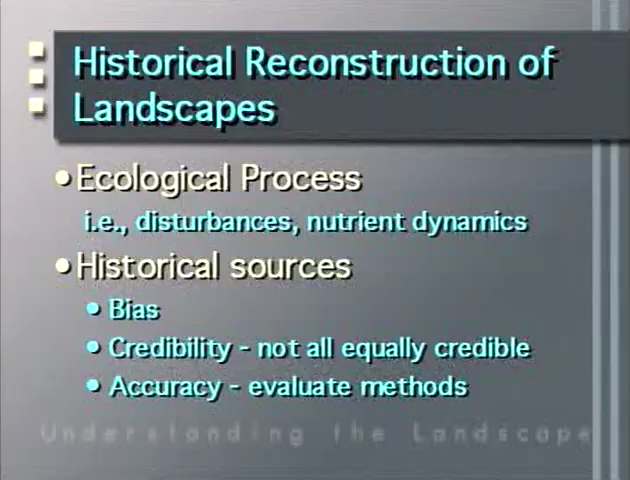 Historical Reconstruction of
Landscapes
•Ecological Process
i.e., disturbances, nutrient dynamics
•Historical sources
• Bias
• Credibility - not all equally credible
• Accuracy - evaluate methods
Understanding the Landscape